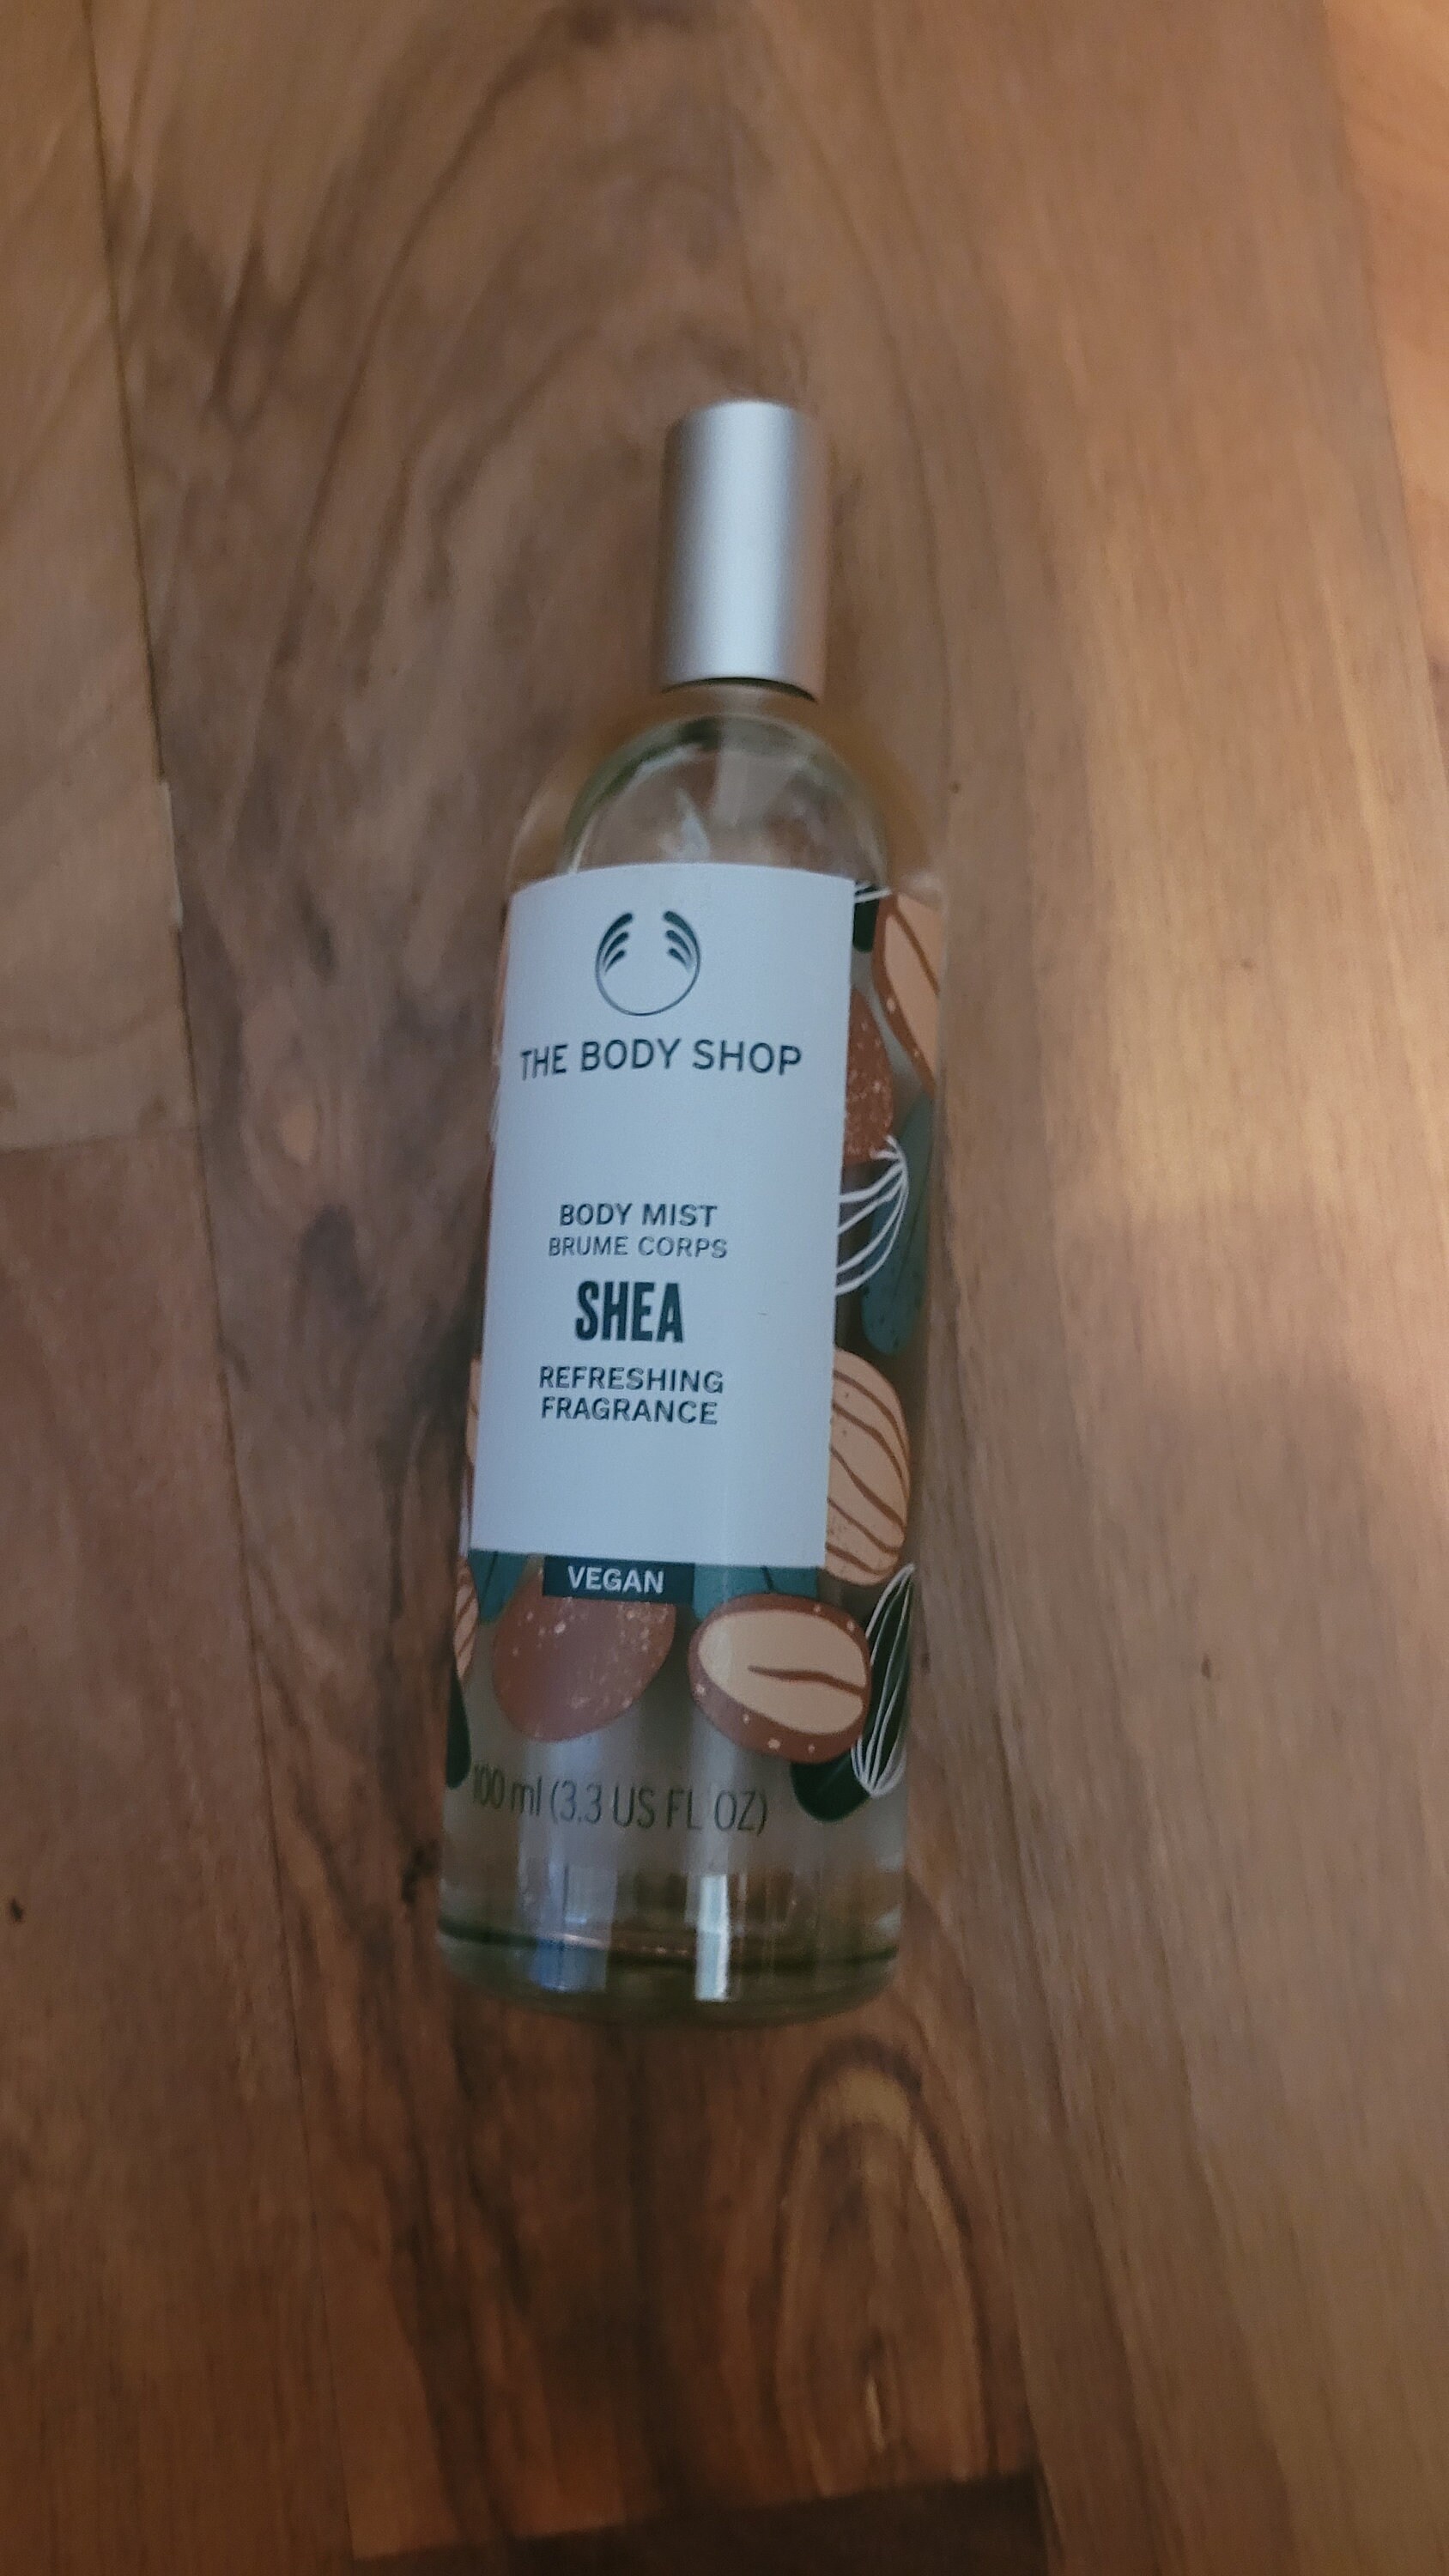 THE BODY SHOP
BODY MIST
BRUME CORPS
SHEA
REFRESHING
FRAGRANCE
VEGAN
100 ml (3.3 US FL OZ)